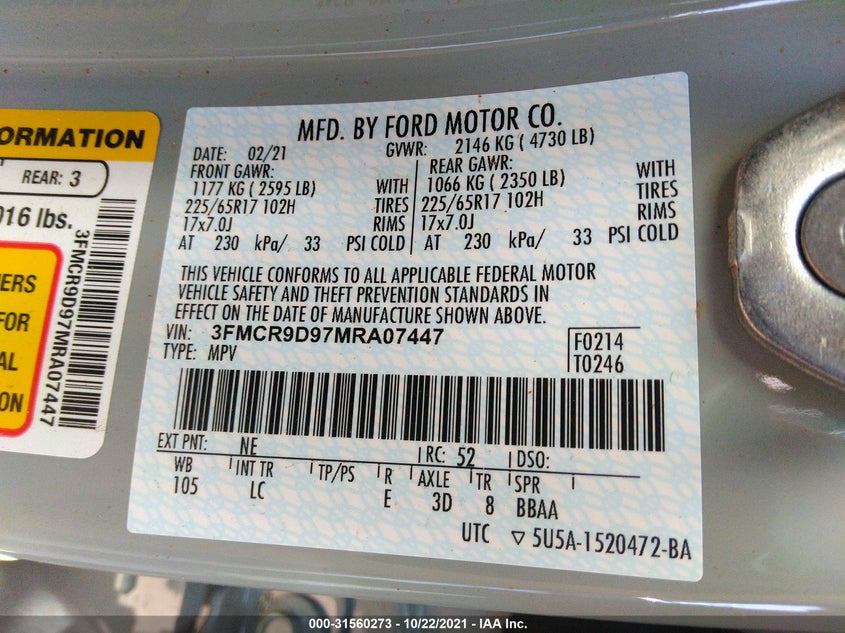 ORMATION
REAR: 3
016 lbs.
3FMCR9D97MRA07447
ERS
FOR
AL
ON
MFD. BY FORD MOTOR CO.
DATE: 02/21 GVWR: 2146 KG ( 4730 LB)
FRONT GAWR: REAR GAWR:
1177 KG ( 2595 LB) WITH 1066 KG ( 2350 LB) WITH
225/65R17 102H TIRES 225/65R17 102H TIRES
17x7.0J RIMS 17x7.0J RIMS
AT 230 kPa/ 33 PSI COLD AT 230 kPa/ 33 PSI COLD
THIS VEHICLE CONFORMS TO ALL APPLICABLE FEDERAL MOTOR
VEHICLE SAFETY AND THEFT PREVENTION STANDARDS IN
EFFECT ON THE DATE OF MANUFACTURE SHOWN ABOVE.
VIN: 3FMCR9D97MRA07447 F0214
TYPE: MPV T0246
EXT PNT: NE RC: 52 DSO:
WB INT TR TP/PS R AXLE TR SPR
105 LC E 3D 8 BBAA
UTC ▽ 5U5A-1520472-BA
000-31560273 - 10/22/2021 - IAA Inc.